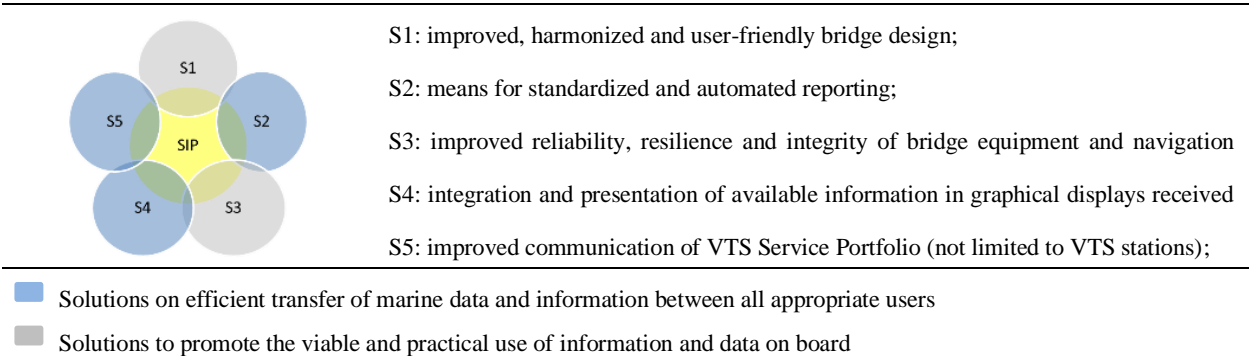 S1
S5
S2
SIP
S4
S3
S1: improved, harmonized and user-friendly bridge design;
S2: means for standardized and automated reporting;
S3: improved reliability, resilience and integrity of bridge equipment and navigation
S4: integration and presentation of available information in graphical displays received
S5: improved communication of VTS Service Portfolio (not limited to VTS stations);
Solutions on efficient transfer of marine data and information between all appropriate users
Solutions to promote the viable and practical use of information and data on board